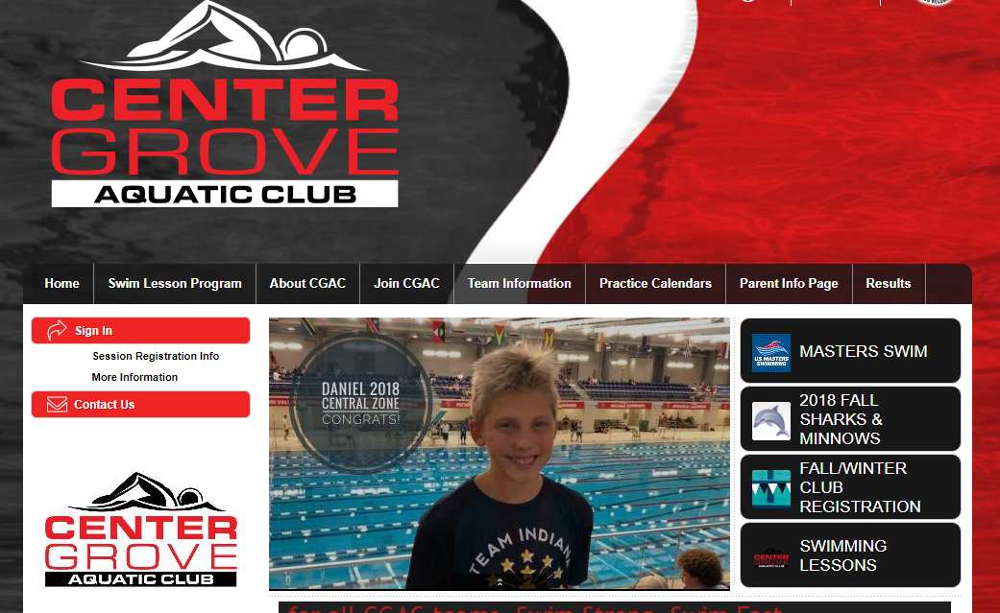 CENTER
GROVE
AQUATIC CLUB
Home
Swim Lesson Program
About CGAC
Join CGAC
Team Information
Practice Calendars
Parent Info Page
Results
Sign In
Session Registration Info
More Information
Contact Us
CENTER
GROVE
AQUATIC CLUB
DANIEL 2018
CENTRAL ZONE
CONGRATS!
TEAM INDIANA
U.S. MASTERS
SWIMMING
MASTERS SWIM
2018 FALL
SHARKS &
MINNOWS
FALL/WINTER
CLUB
REGISTRATION
CENTER
GROVE
SWIMMING
LESSONS
for all CGAC teams. Swim Strong, Swim Fast